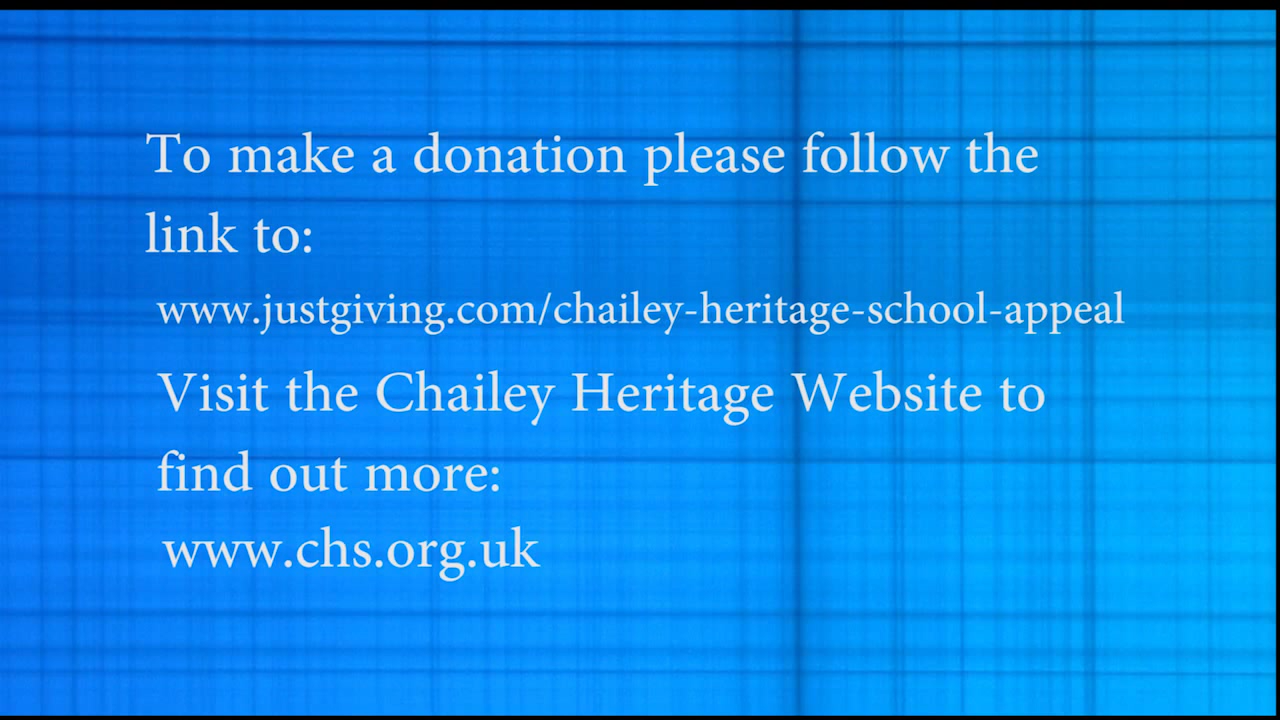 To make a donation please follow the
link to:
www.justgiving.com/chailey-heritage-school-appeal
Visit the Chailey Heritage Website to
find out more:
www.chs.org.uk